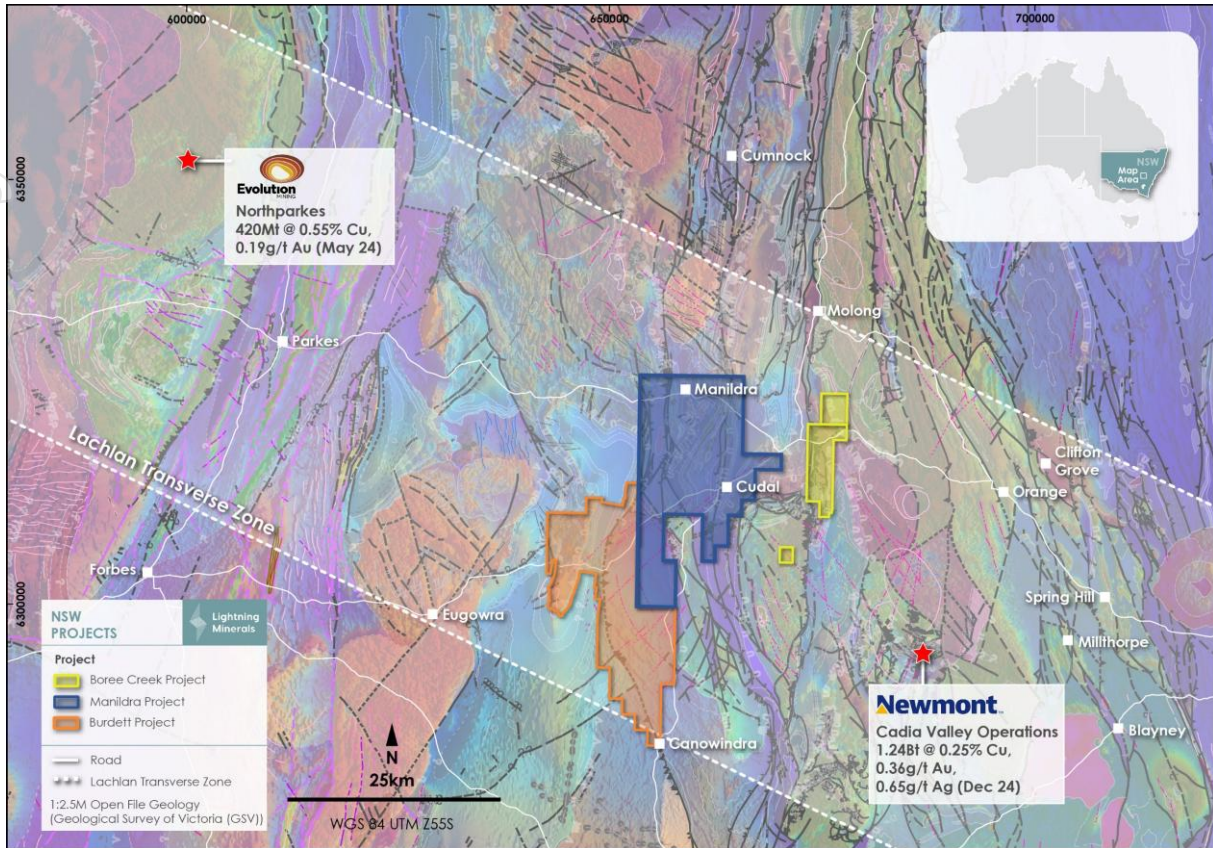 600000
650000
700000
6350000
6300000
NSW
Map
Area
Cumnock
Evolution
MINING
Northparkes
420Mt @ 0.55% Cu,
0.19g/t Au (May 24)
Molong
Parkes
Manildra
Clifton
Grove
Cudal
Orange
Lachlan Transverse Zone
Forbes
Eugowra
Spring Hill
Millthorpe
Newmont
Cadia Valley Operations
1.24Bt @ 0.25% Cu,
0.36g/t Au,
0.65g/t Ag (Dec 24)
Blayney
Canowindra
NSW
PROJECTS
Lightning
Minerals
Project
Boree Creek Project
Manildra Project
Burdett Project
Road
Lachlan Transverse Zone
1:2.5M Open File Geology
(Geological Survey of Victoria (GSV))
N
25km
WGS 84 UTM Z55S